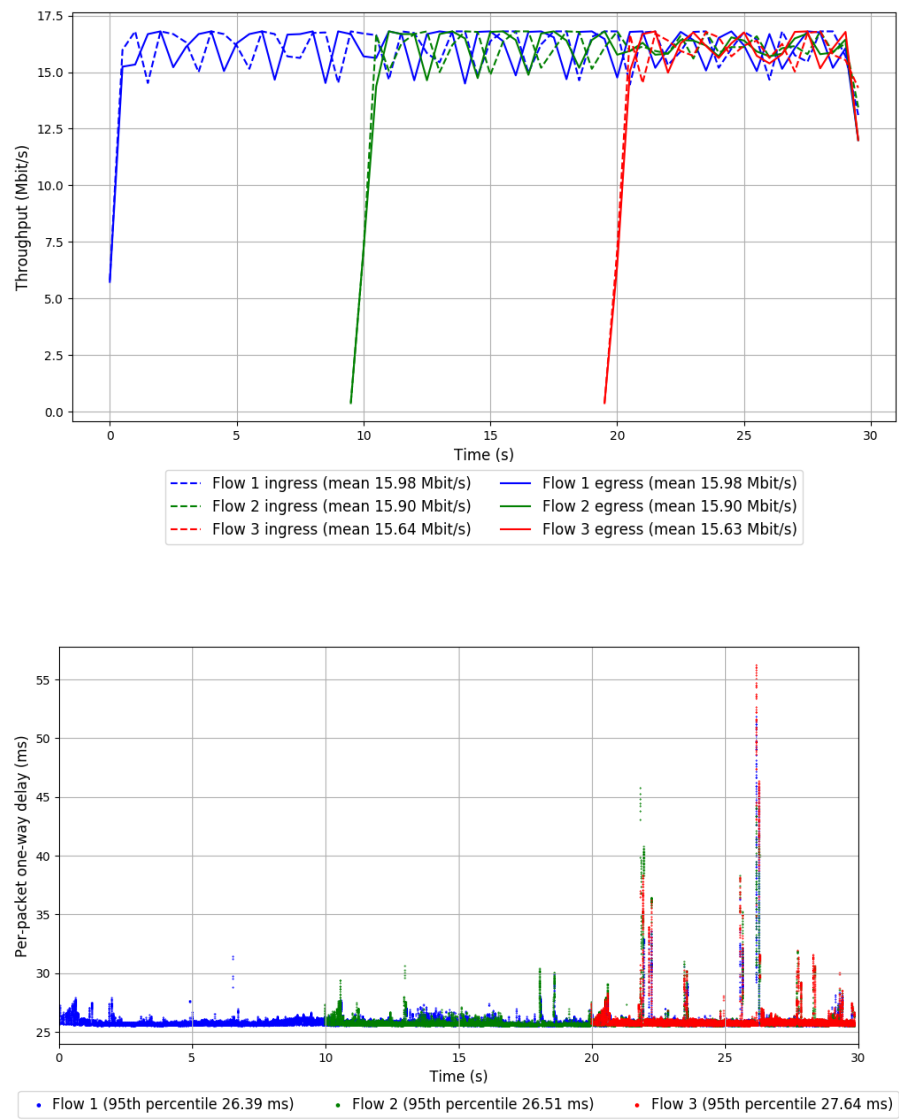 17.5
15.0
12.5
10.0
7.5
5.0
2.5
0.0
Throughput (Mbit/s)
0 5 10 15 20 25 30
Time (s)
Flow 1 ingress (mean 15.98 Mbit/s) Flow 1 egress (mean 15.98 Mbit/s)
Flow 2 ingress (mean 15.90 Mbit/s) Flow 2 egress (mean 15.90 Mbit/s)
Flow 3 ingress (mean 15.64 Mbit/s) Flow 3 egress (mean 15.63 Mbit/s)
55
50
45
40
35
30
25
Per-packet one-way delay (ms)
0 5 10 15 20 25 30
Time (s)
Flow 1 (95th percentile 26.39 ms) Flow 2 (95th percentile 26.51 ms) Flow 3 (95th percentile 27.64 ms)